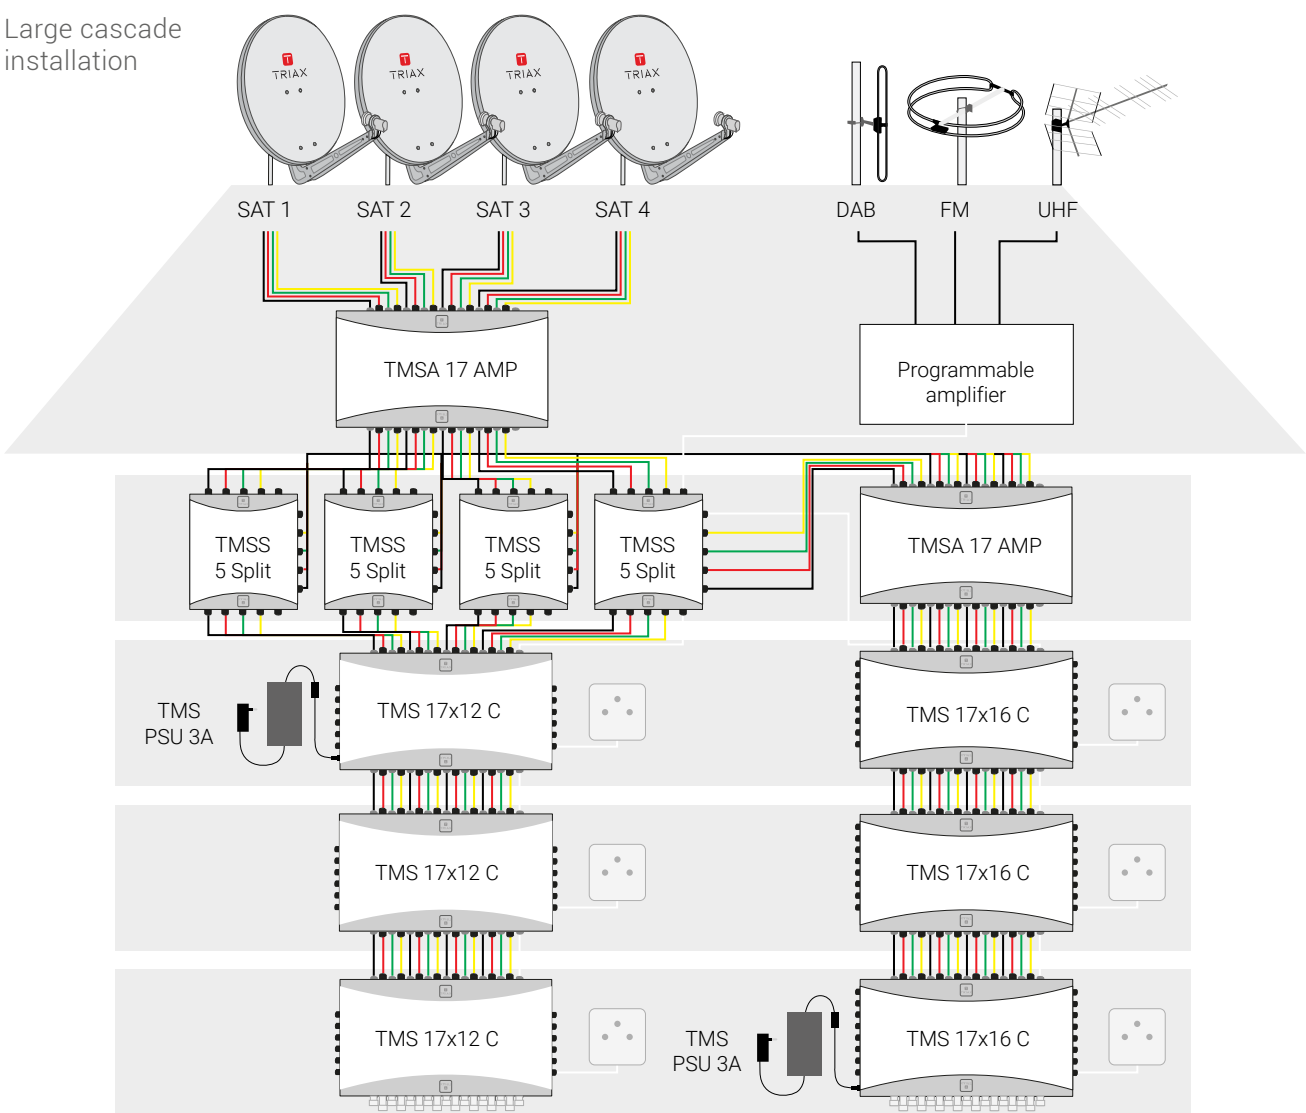 Large cascade
installation
TRIAX
TRIAX
TRIAX
TRIAX
SAT 1
SAT 2
SAT 3
SAT 4
DAB
FM
UHF
TMSA 17 AMP
Programmable
amplifier
TMSS
5 Split
TMSS
5 Split
TMSS
5 Split
TMSS
5 Split
TMSA 17 AMP
TMS
PSU 3A
TMS 17x12 C
TMS 17x16 C
TMS 17x12 C
TMS 17x16 C
TMS 17x12 C
TMS
PSU 3A
TMS 17x16 C